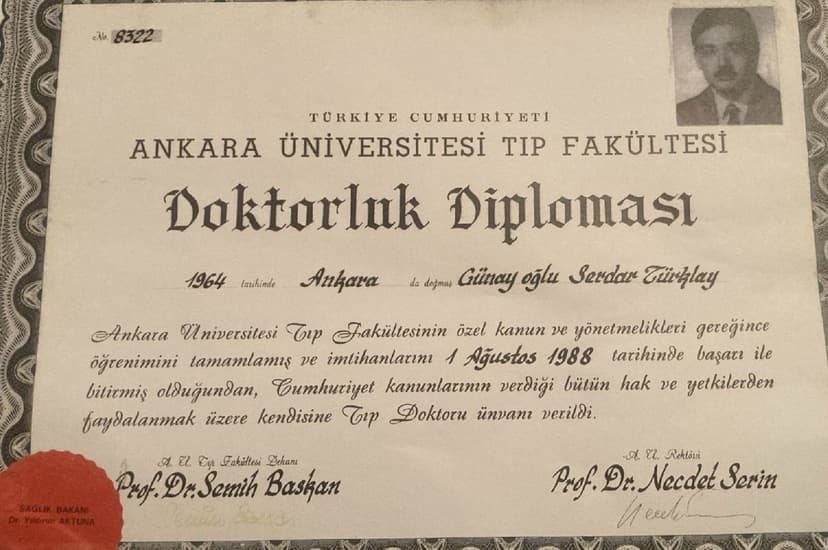 No. 8322
TÜRKİYE CUMHURİYETİ
ANKARA ÜNİVERSİTESİ TIP FAKÜLTESİ
Doktorluk Diploması
1964 tarihinde Ankara da doğmuş Günay oğlu Serdar Türklay
Ankara Üniversitesi Tıp Fakültesinin özel kanun ve yönetmelikleri gereğince
öğrenimini tamamlamış ve imtihanlarını 1 Ağustos 1988 tarihinde başarı ile
bitirmiş olduğundan, Cumhuriyet kanunlarının verdiği bütün hak ve yetkilerden
faydalanmak üzere kendisine Tıp Doktoru ünvanı verildi.
A. Ü. Tıp Fakültesi Dekanı
Prof. Dr. Semih Baskan
A. Ü. Rektörü
Prof. Dr. Necdet Serin
SAĞLIK BAKANI
Dr. Yıldırım AKTUNA